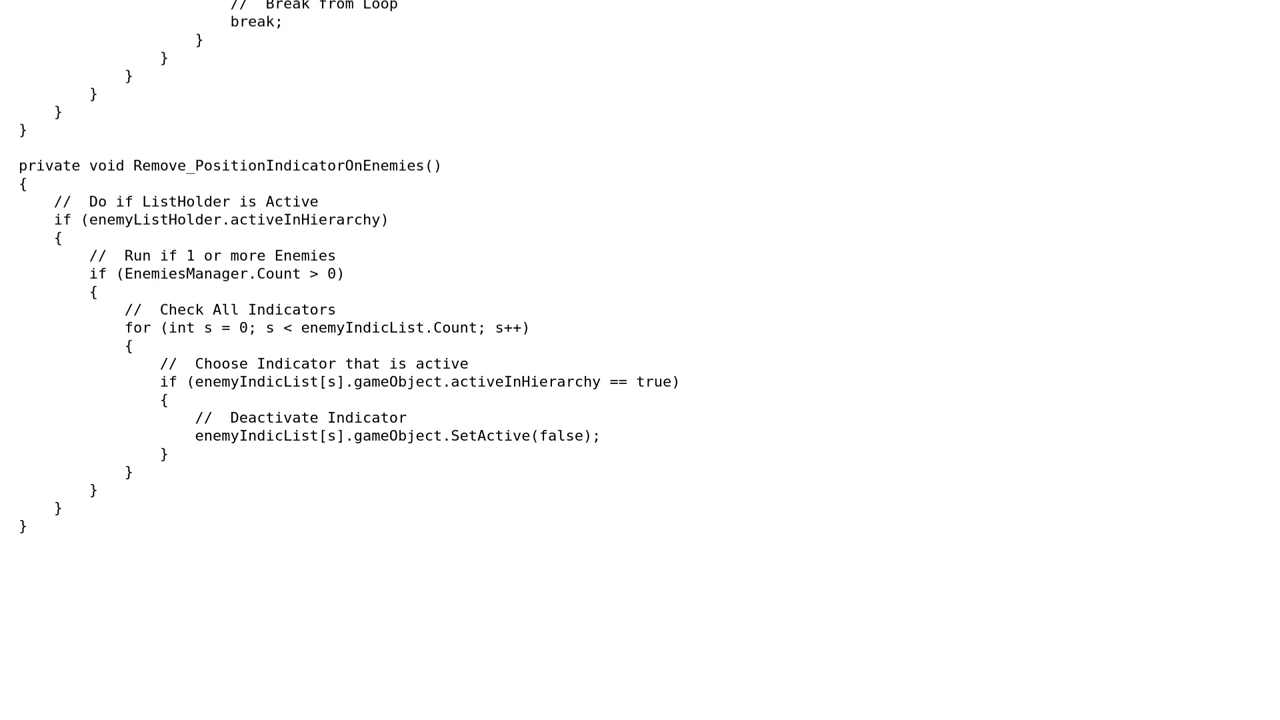 //  Break from Loop
                        break;
                    }
                }
            }
        }
    }
}

private void Remove_PositionIndicatorOnEnemies()
{
    //  Do if ListHolder is Active
    if (enemyListHolder.activeInHierarchy)
    {
        //  Run if 1 or more Enemies
        if (EnemiesManager.Count > 0)
        {
            //  Check All Indicators
            for (int s = 0; s < enemyIndicList.Count; s++)
            {
                //  Choose Indicator that is active
                if (enemyIndicList[s].gameObject.activeInHierarchy == true)
                {
                    //  Deactivate Indicator
                    enemyIndicList[s].gameObject.SetActive(false);
                }
            }
        }
    }
}